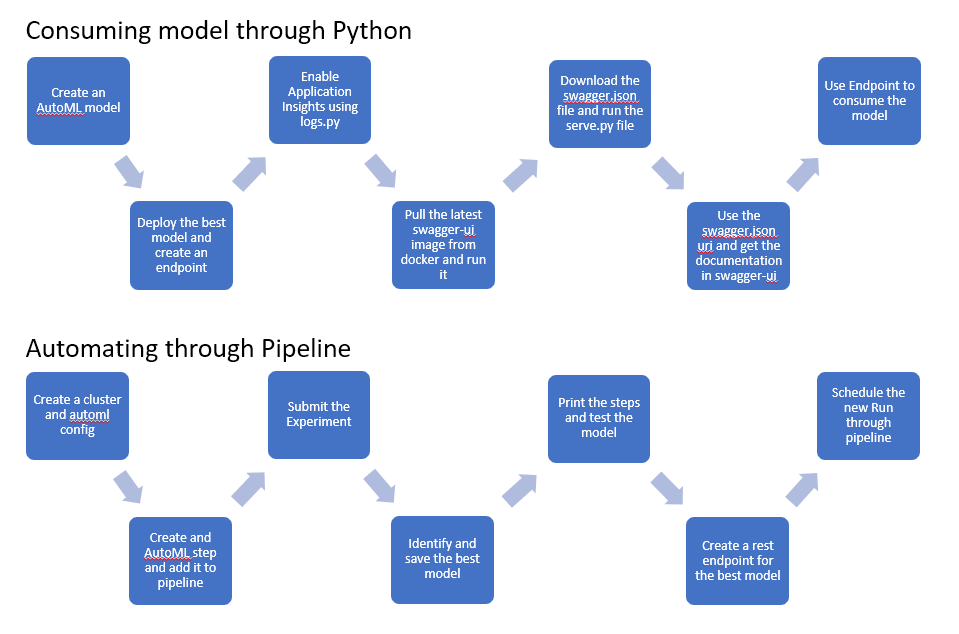 Consuming model through Python
Create an
AutoML model
Deploy the best
model and
create an
endpoint
Enable
Application
Insights using
logs.py
Pull the latest
swagger-ui
image from
docker and run
it
Download the
swagger.json
file and run the
serve.py file
Use the
swagger.json
uri and get the
documentation
in swagger-ui
Use Endpoint to
consume the
model
Automating through Pipeline
Create a cluster
and automl
config
Create and
AutoML step
and add it to
pipeline
Submit the
Experiment
Identify and
save the best
model
Print the steps
and test the
model
Create a rest
endpoint for
the best model
Schedule the
new Run
through
pipeline